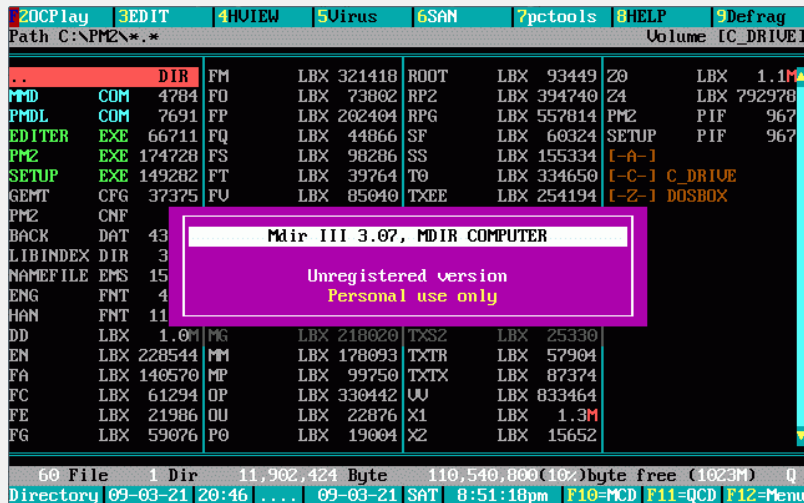 F2OCPlay 3EDIT 4HVIEW 5Virus 6SAN 7pctools 8HELP 9Defrag
Path C:\PM2\*.* Volume [C_DRIVE]
.. DIR FM LBX 321418 ROOT LBX 93449 Z0 LBX 1.1M
MMD COM 4784 FO LBX 73802 RP2 LBX 394740 Z4 LBX 792978
PMDL COM 7691 FP LBX 202404 RPG LBX 557814 PM2 PIF 967
EDITER EXE 66711 FQ LBX 44866 SF LBX 60324 SETUP PIF 967
PM2 EXE 174728 FS LBX 98286 SS LBX 155334 [-A-]
SETUP EXE 149282 FT LBX 39764 T0 LBX 334650 [-C-] C_DRIVE
GEMT CFG 37375 FV LBX 85040 TXEE LBX 254194 [-Z-] DOSBOX
PM2 CNF
BACK DAT 43
LIBINDEX DIR 3
NAMEFILE EMS 15
ENG FNT 4
HAN FNT 11
Mdir III 3.07, MDIR COMPUTER
Unregistered version
Personal use only
DD LBX 1.0M MG LBX 218020 TXS2 LBX 25330
EN LBX 228544 MM LBX 178093 TXTR LBX 57904
FA LBX 140570 MP LBX 99750 TXTX LBX 87374
FC LBX 61294 OP LBX 330442 VV LBX 833464
FE LBX 21986 OU LBX 22876 X1 LBX 1.3M
FG LBX 59076 P0 LBX 19004 X2 LBX 15652
60 File 1 Dir 11,902,424 Byte 110,540,800(10%)byte free (1023M) Q
Directory 09-03-21 20:46 .... 09-03-21 SAT 8:51:18pm F10=MCD F11=QCD F12=Men